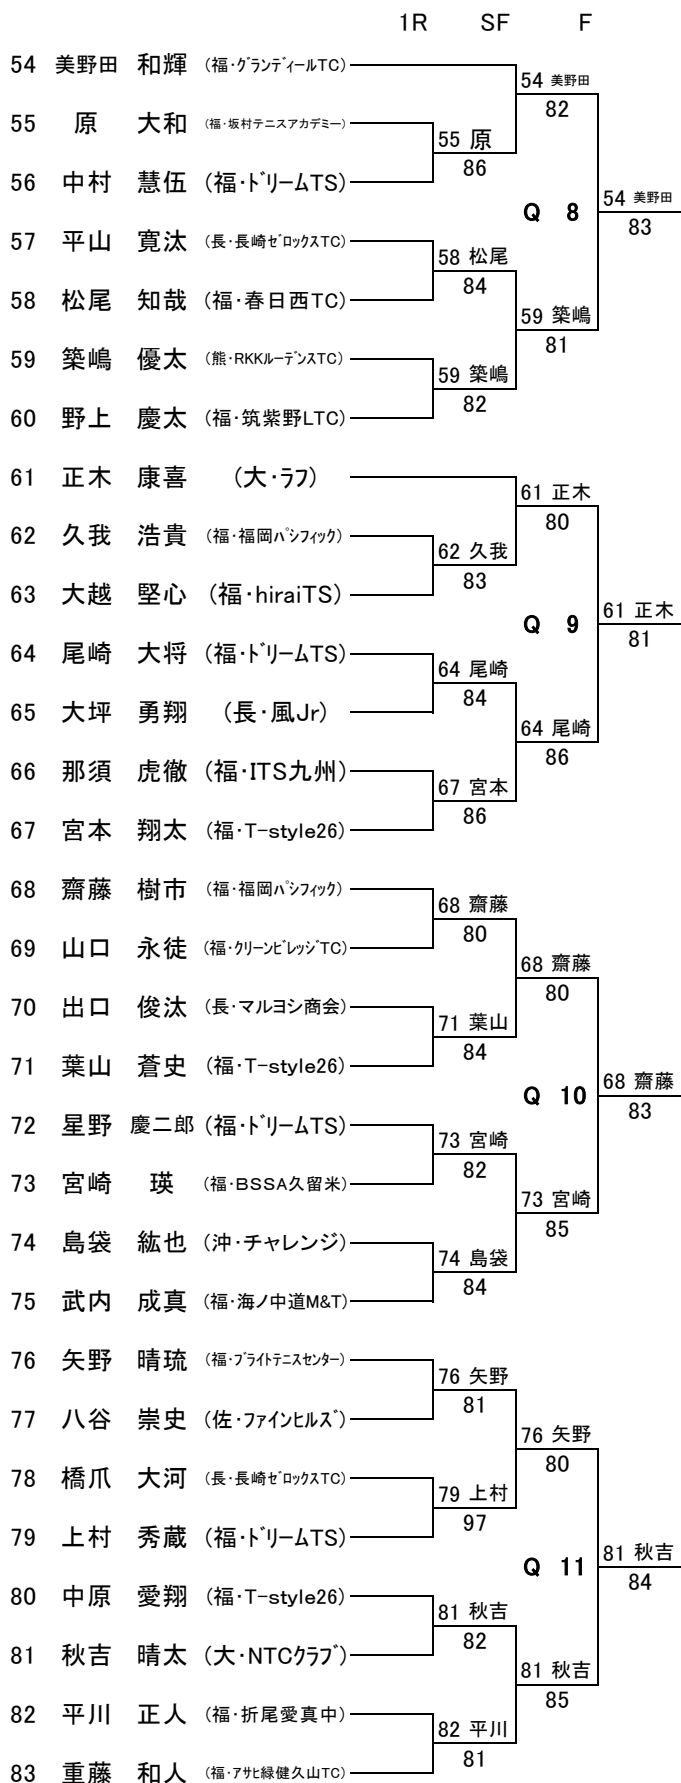 1R SF F
54 美野田 和輝 (福・グランディールTC)
54 美野田
82
55 原 大和 (福・坂村テニスアカデミー)
55 原
86
56 中村 慧伍 (福・ドリームTS)
Q 8
54 美野田
83
57 平山 寛汰 (長・長崎ゼロックスTC)
58 松尾
84
58 松尾 知哉 (福・春日西TC)
59 築嶋
81
59 築嶋 優太 (熊・RKKルーデンスTC)
59 築嶋
82
60 野上 慶太 (福・筑紫野LTC)
61 正木 康喜 (大・ラフ)
61 正木
80
62 久我 浩貴 (福・福岡パシフィック)
62 久我
83
63 大越 堅心 (福・hiraiTS)
Q 9
61 正木
81
64 尾崎 大将 (福・ドリームTS)
64 尾崎
84
65 大坪 勇翔 (長・風Jr)
64 尾崎
86
66 那須 虎徹 (福・ITS九州)
67 宮本
86
67 宮本 翔太 (福・T-style26)
68 齋藤 樹市 (福・福岡パシフィック)
68 齋藤
80
69 山口 永徒 (福・クリーンビレッジTC)
68 齋藤
80
70 出口 俊汰 (長・マルヨシ商会)
71 葉山
84
71 葉山 蒼史 (福・T-style26)
Q 10
68 齋藤
83
72 星野 慶二郎 (福・ドリームTS)
73 宮崎
82
73 宮崎 瑛 (福・BSSA久留米)
73 宮崎
85
74 島袋 紘也 (沖・チャレンジ)
74 島袋
84
75 武内 成真 (福・海ノ中道M&T)
76 矢野 晴琉 (福・ブライトテニスセンター)
76 矢野
81
77 八谷 崇史 (佐・ファインヒルズ)
76 矢野
80
78 橋爪 大河 (長・長崎ゼロックスTC)
79 上村
97
79 上村 秀蔵 (福・ドリームTS)
Q 11
81 秋吉
84
80 中原 愛翔 (福・T-style26)
81 秋吉
82
81 秋吉 晴太 (大・NTCクラブ)
81 秋吉
85
82 平川 正人 (福・折尾愛真中)
82 平川
81
83 重藤 和人 (福・アサヒ緑健久山TC)